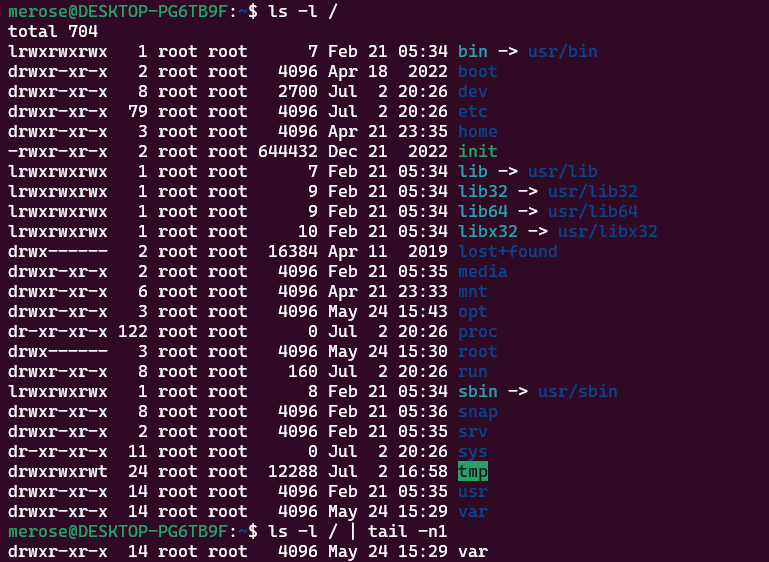 merose@DESKTOP-PG6TB9F:~$ ls -l /
total 704
lrwxrwxrwx   1 root root      7 Feb 21 05:34 bin -> usr/bin
drwxr-xr-x   2 root root   4096 Apr 18  2022 boot
drwxr-xr-x   8 root root   2700 Jul  2 20:26 dev
drwxr-xr-x  79 root root   4096 Jul  2 20:26 etc
drwxr-xr-x   3 root root   4096 Apr 21 23:35 home
-rwxr-xr-x   2 root root 644432 Dec 21  2022 init
lrwxrwxrwx   1 root root      7 Feb 21 05:34 lib -> usr/lib
lrwxrwxrwx   1 root root      9 Feb 21 05:34 lib32 -> usr/lib32
lrwxrwxrwx   1 root root      9 Feb 21 05:34 lib64 -> usr/lib64
lrwxrwxrwx   1 root root     10 Feb 21 05:34 libx32 -> usr/libx32
drwx------   2 root root  16384 Apr 11  2019 lost+found
drwxr-xr-x   2 root root   4096 Feb 21 05:35 media
drwxr-xr-x   6 root root   4096 Apr 21 23:33 mnt
drwxr-xr-x   3 root root   4096 May 24 15:43 opt
dr-xr-xr-x 122 root root      0 Jul  2 20:26 proc
drwx------   3 root root   4096 May 24 15:30 root
drwxr-xr-x   8 root root    160 Jul  2 20:26 run
lrwxrwxrwx   1 root root      8 Feb 21 05:34 sbin -> usr/sbin
drwxr-xr-x   8 root root   4096 Feb 21 05:36 snap
drwxr-xr-x   2 root root   4096 Feb 21 05:35 srv
dr-xr-xr-x  11 root root      0 Jul  2 20:26 sys
drwxrwxrwt  24 root root  12288 Jul  2 16:58 tmp
drwxr-xr-x  14 root root   4096 Feb 21 05:35 usr
drwxr-xr-x  14 root root   4096 May 24 15:29 var
merose@DESKTOP-PG6TB9F:~$ ls -l / | tail -n1
drwxr-xr-x  14 root root   4096 May 24 15:29 var